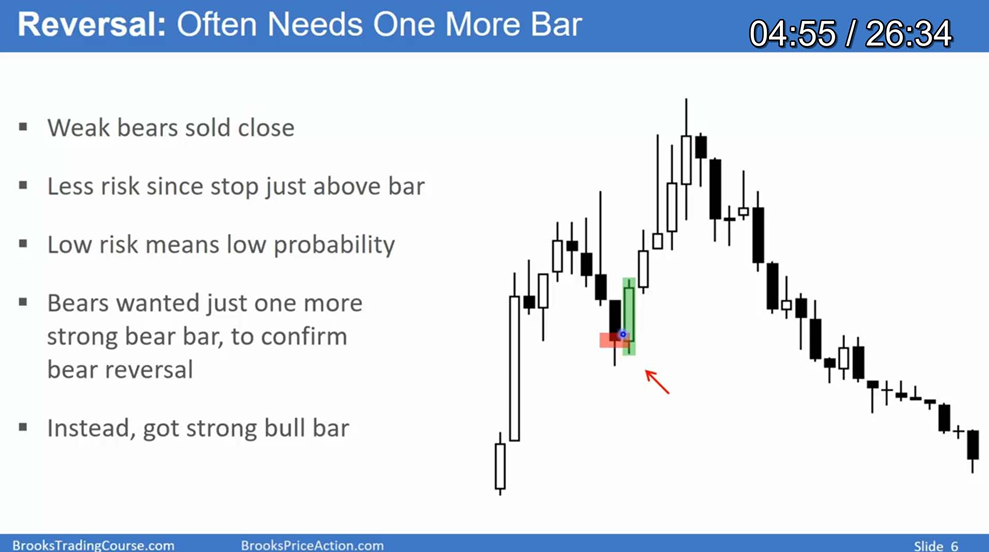 Reversal: Often Needs One More Bar
04:55 / 26:34
▪ Weak bears sold close
▪ Less risk since stop just above bar
▪ Low risk means low probability
▪ Bears wanted just one more
strong bear bar, to confirm
bear reversal
▪ Instead, got strong bull bar
BrooksTradingCourse.com
BrooksPriceAction.com
Slide 6